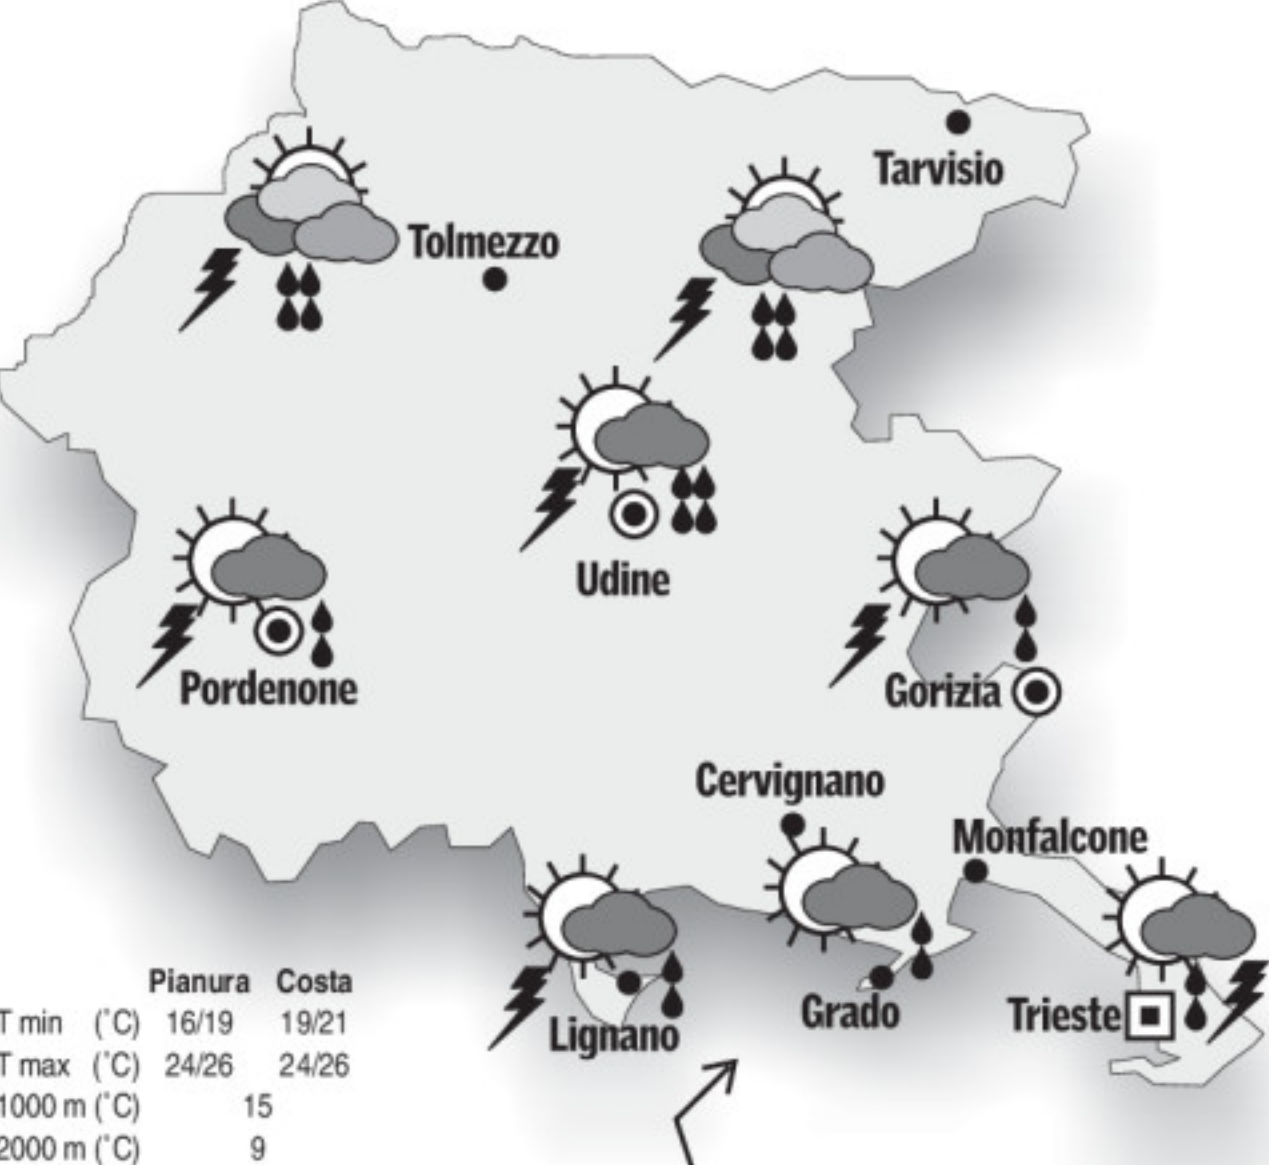 Tarvisio
Tolmezzo
Udine
Pordenone
Gorizia
Cervignano
Monfalcone
Grado
Trieste
Lignano
Pianura Costa
T min (°C) 16/19 19/21
T max (°C) 24/26 24/26
1000 m (°C) 15
2000 m (°C) 9